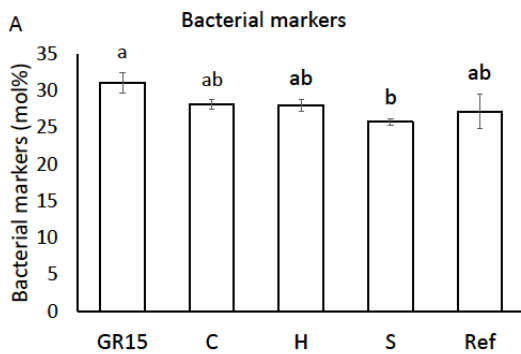 A
Bacterial markers
Bacterial markers (mol%)
35
30
25
20
15
10
5
0
a
ab
ab
b
ab
GR15 C H S Ref